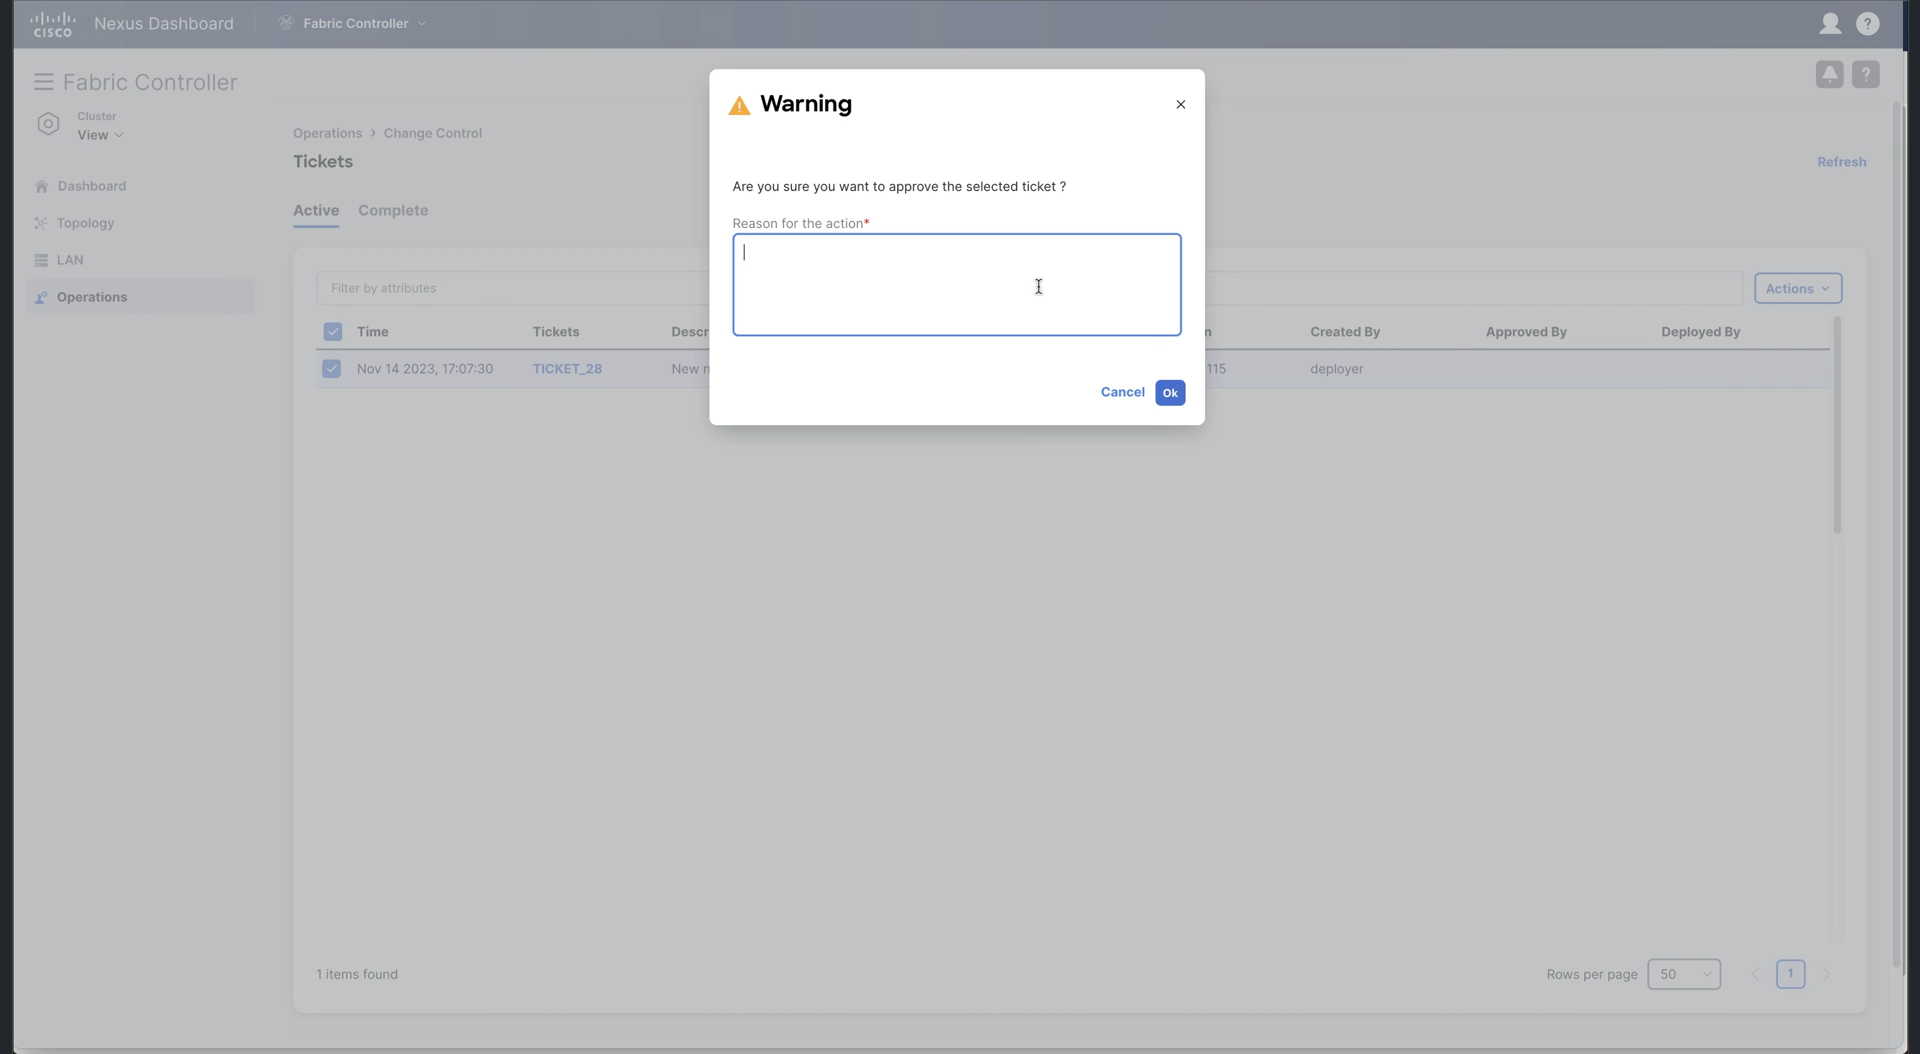 cisco Nexus Dashboard Fabric Controller ?
Fabric Controller ?
Cluster
View
Dashboard
Topology
LAN
Operations
Operations > Change Control
Tickets
Refresh
Active Complete
Filter by attributes
Actions
Time Tickets Descr n Created By Approved By Deployed By
Nov 14 2023, 17:07:30 TICKET_28 New n 115 deployer
1 items found
Rows per page 50 < 1 >
Warning ×
Are you sure you want to approve the selected ticket ?
Reason for the action*
Cancel Ok